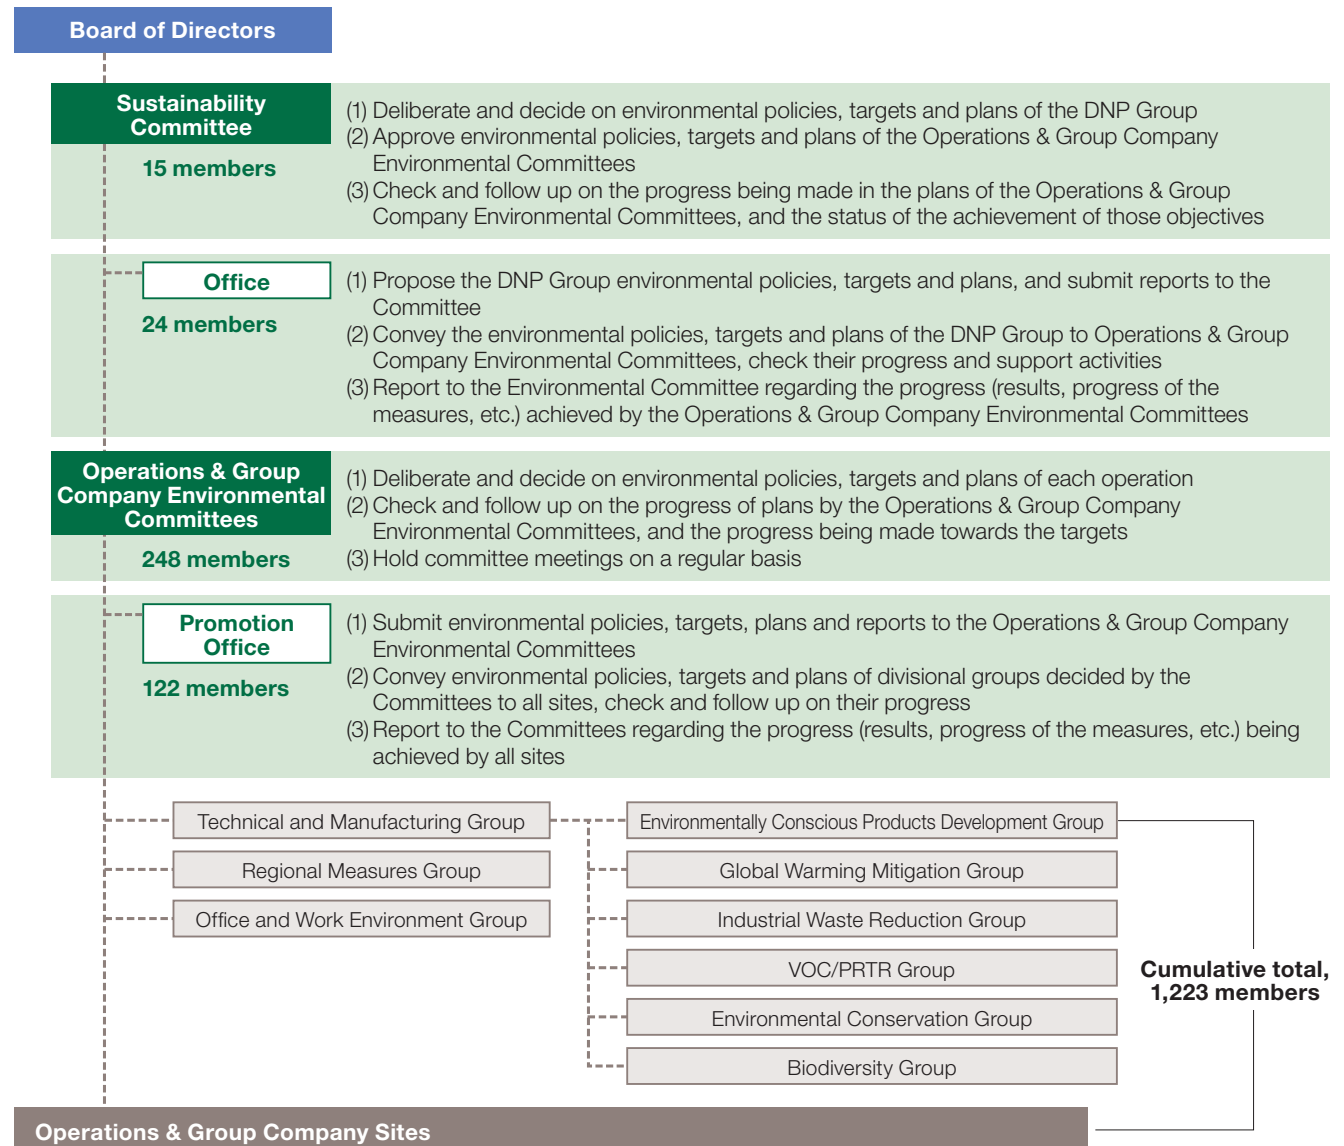 Board of Directors
Sustainability
Committee
15 members
(1) Deliberate and decide on environmental policies, targets and plans of the DNP Group
(2) Approve environmental policies, targets and plans of the Operations & Group Company
Environmental Committees
(3) Check and follow up on the progress being made in the plans of the Operations & Group
Company Environmental Committees, and the status of the achievement of those objectives
Office
24 members
(1) Propose the DNP Group environmental policies, targets and plans, and submit reports to the
Committee
(2) Convey the environmental policies, targets and plans of the DNP Group to Operations & Group
Company Environmental Committees, check their progress and support activities
(3) Report to the Environmental Committee regarding the progress (results, progress of the
measures, etc.) achieved by the Operations & Group Company Environmental Committees
Operations & Group
Company Environmental
Committees
248 members
(1) Deliberate and decide on environmental policies, targets and plans of each operation
(2) Check and follow up on the progress of plans by the Operations & Group Company
Environmental Committees, and the progress being made towards the targets
(3) Hold committee meetings on a regular basis
Promotion
Office
122 members
(1) Submit environmental policies, targets, plans and reports to the Operations & Group Company
Environmental Committees
(2) Convey environmental policies, targets and plans of divisional groups decided by the
Committees to all sites, check and follow up on their progress
(3) Report to the Committees regarding the progress (results, progress of the measures, etc.) being
achieved by all sites
Technical and Manufacturing Group
Regional Measures Group
Office and Work Environment Group
Environmentally Conscious Products Development Group
Global Warming Mitigation Group
Industrial Waste Reduction Group
VOC/PRTR Group
Environmental Conservation Group
Biodiversity Group
Cumulative total,
1,223 members
Operations & Group Company Sites